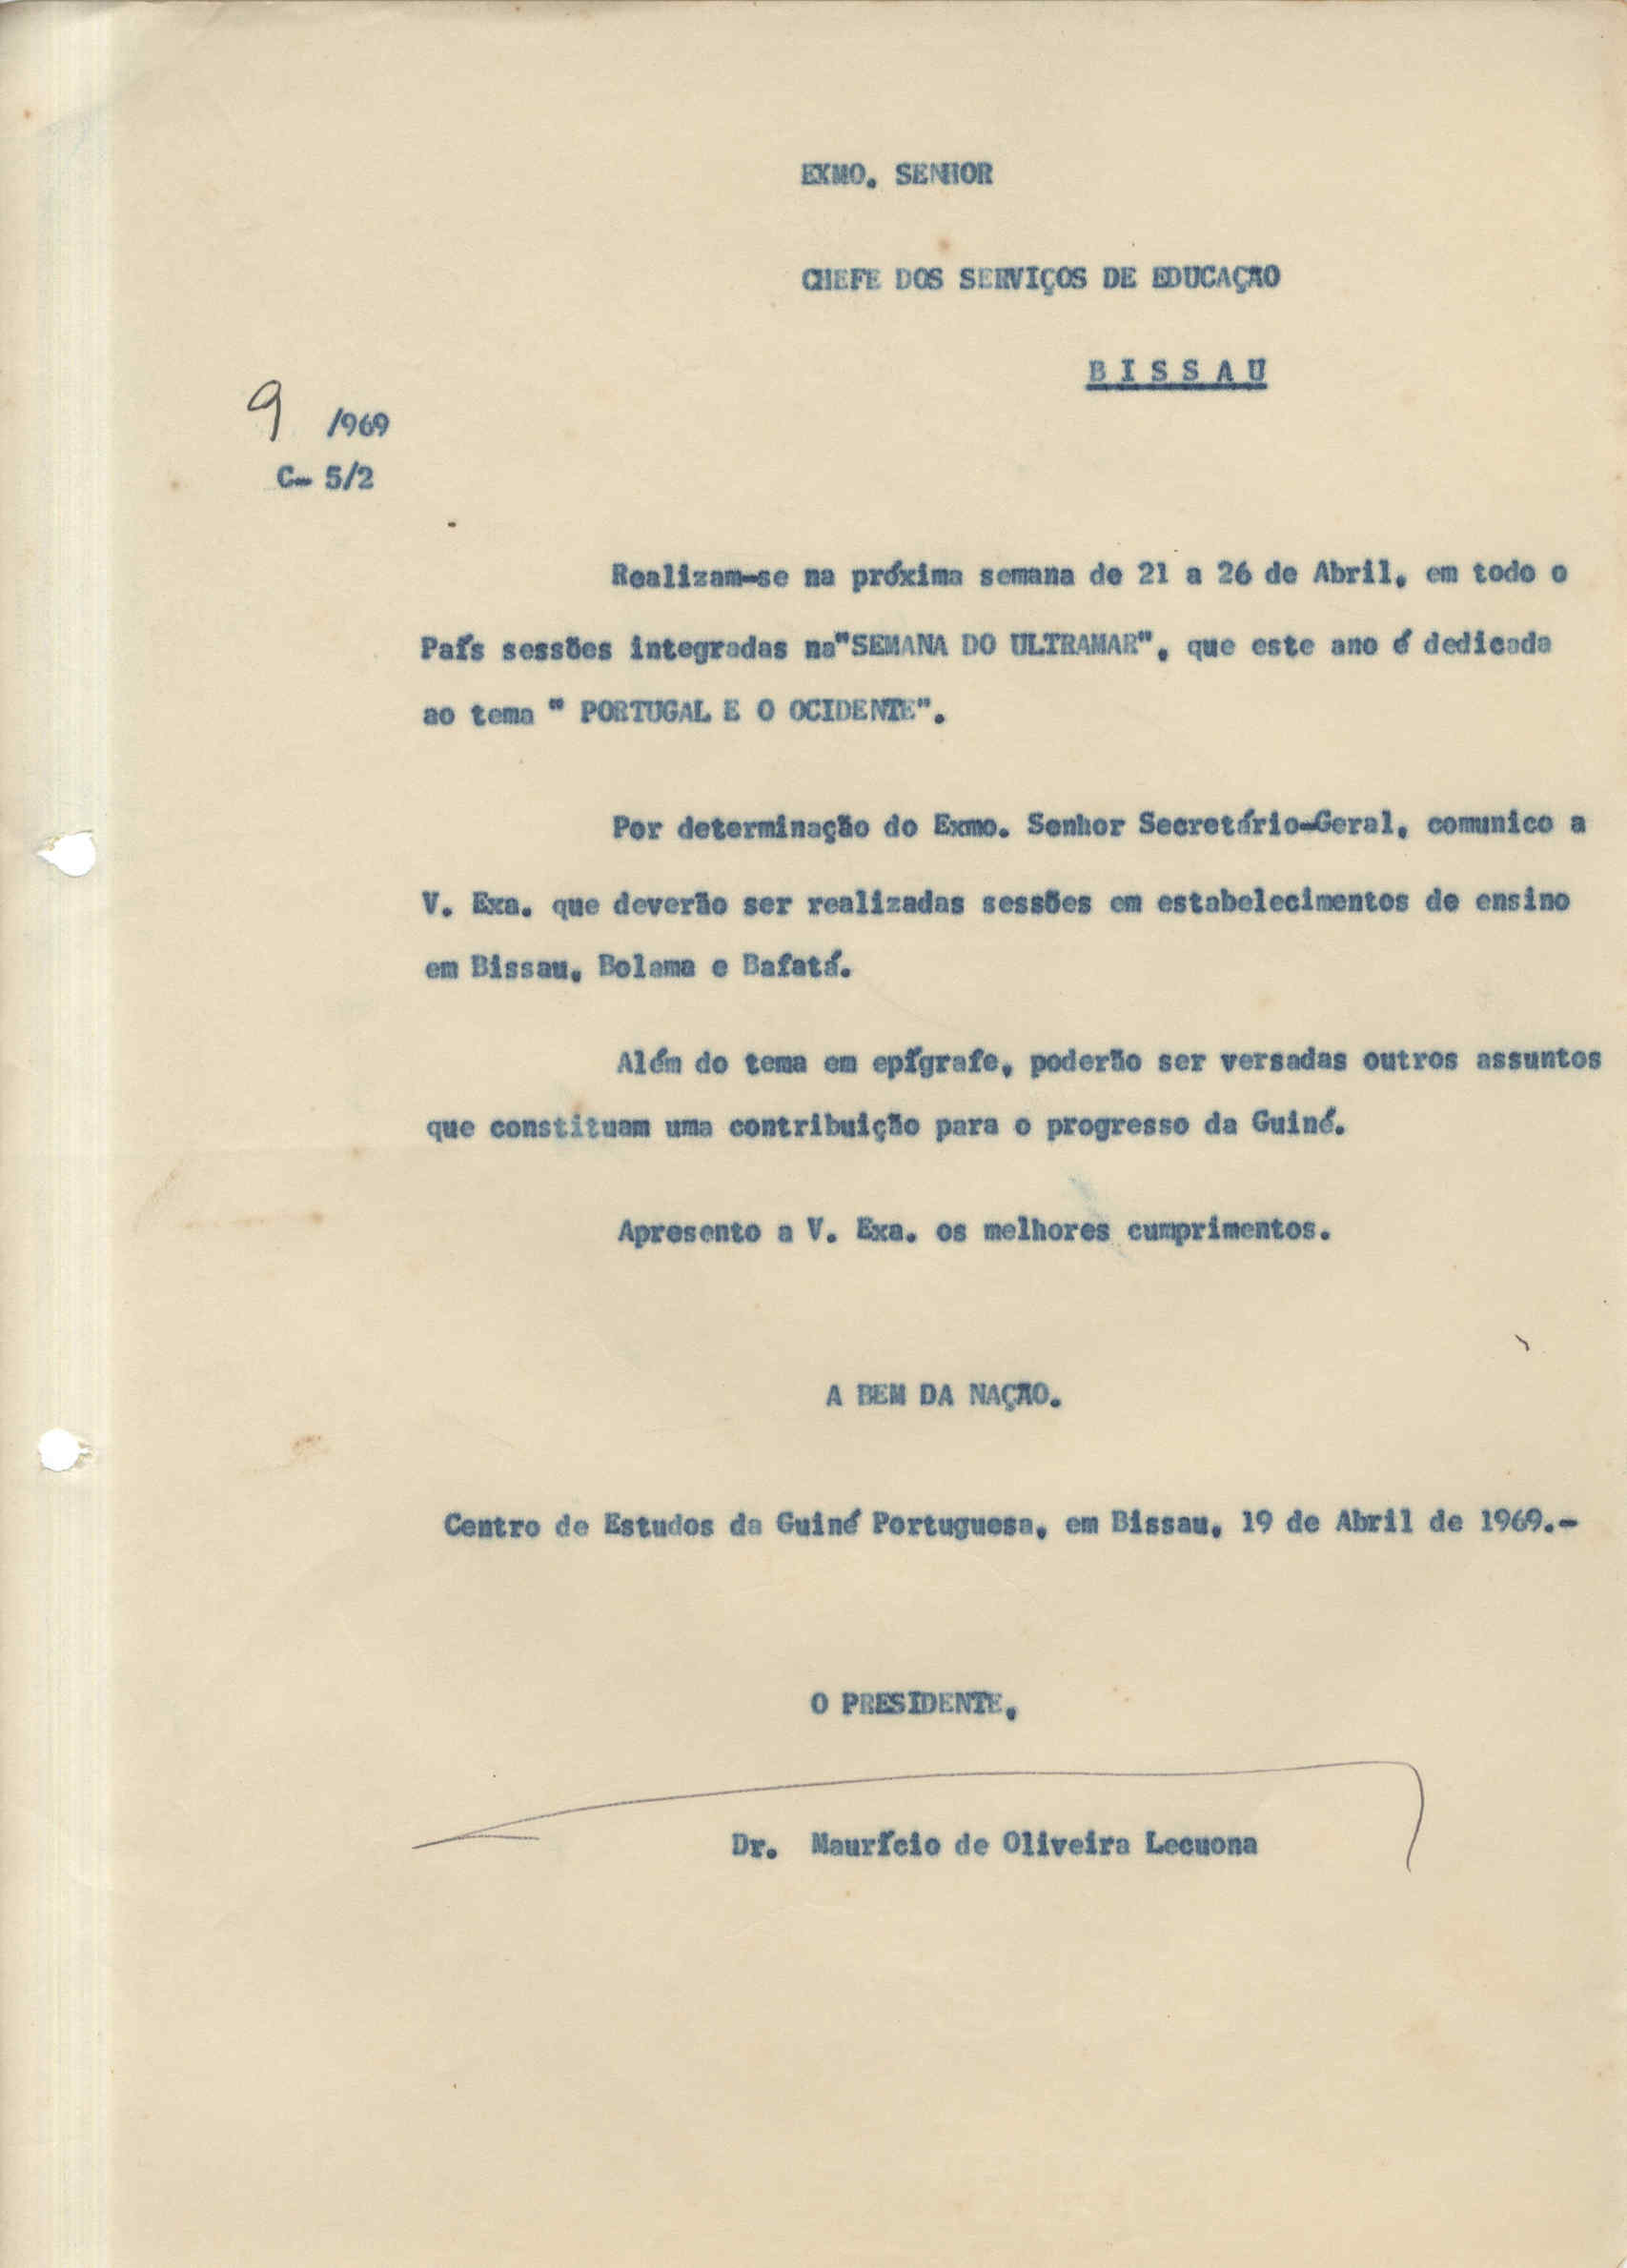 EXMO. SENHOR
CHEFE DOS SERVIÇOS DE EDUCAÇÃO
BISSAU
9 /969
C- 5/2
Realizam-se na próxima semana de 21 a 26 de Abril, em todo o
País sessões integradas na"SEMANA DO ULTRAMAR", que este ano é dedicada
ao tema " PORTUGAL E O OCIDENTE".
Por determinação do Exmo. Senhor Secretário-Geral, comunico a
V. Exa. que deverão ser realizadas sessões em estabelecimentos de ensino
em Bissau, Bolama e Bafatá.
Além do tema em epígrafe, poderão ser versadas outros assuntos
que constituam uma contribuição para o progresso da Guiné.
Apresento a V. Exa. os melhores cumprimentos.
A BEM DA NAÇÃO.
Centro de Estudos da Guiné Portuguesa, em Bissau, 19 de Abril de 1969.-
O PRESIDENTE,
Dr. Maurício de Oliveira Lecuona